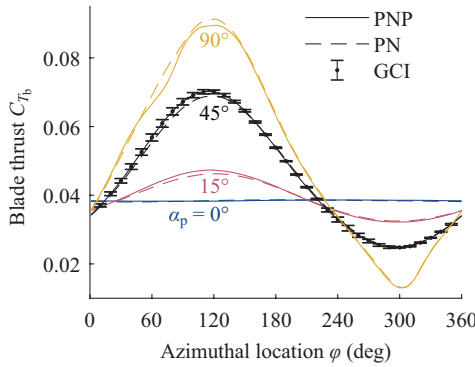 PNP
PN
GCI
0.08
0.06
0.04
0.02
90°
45°
15°
αp = 0°
0 60 120 180 240 300 360
Azimuthal location φ (deg)
Blade thrust CTb